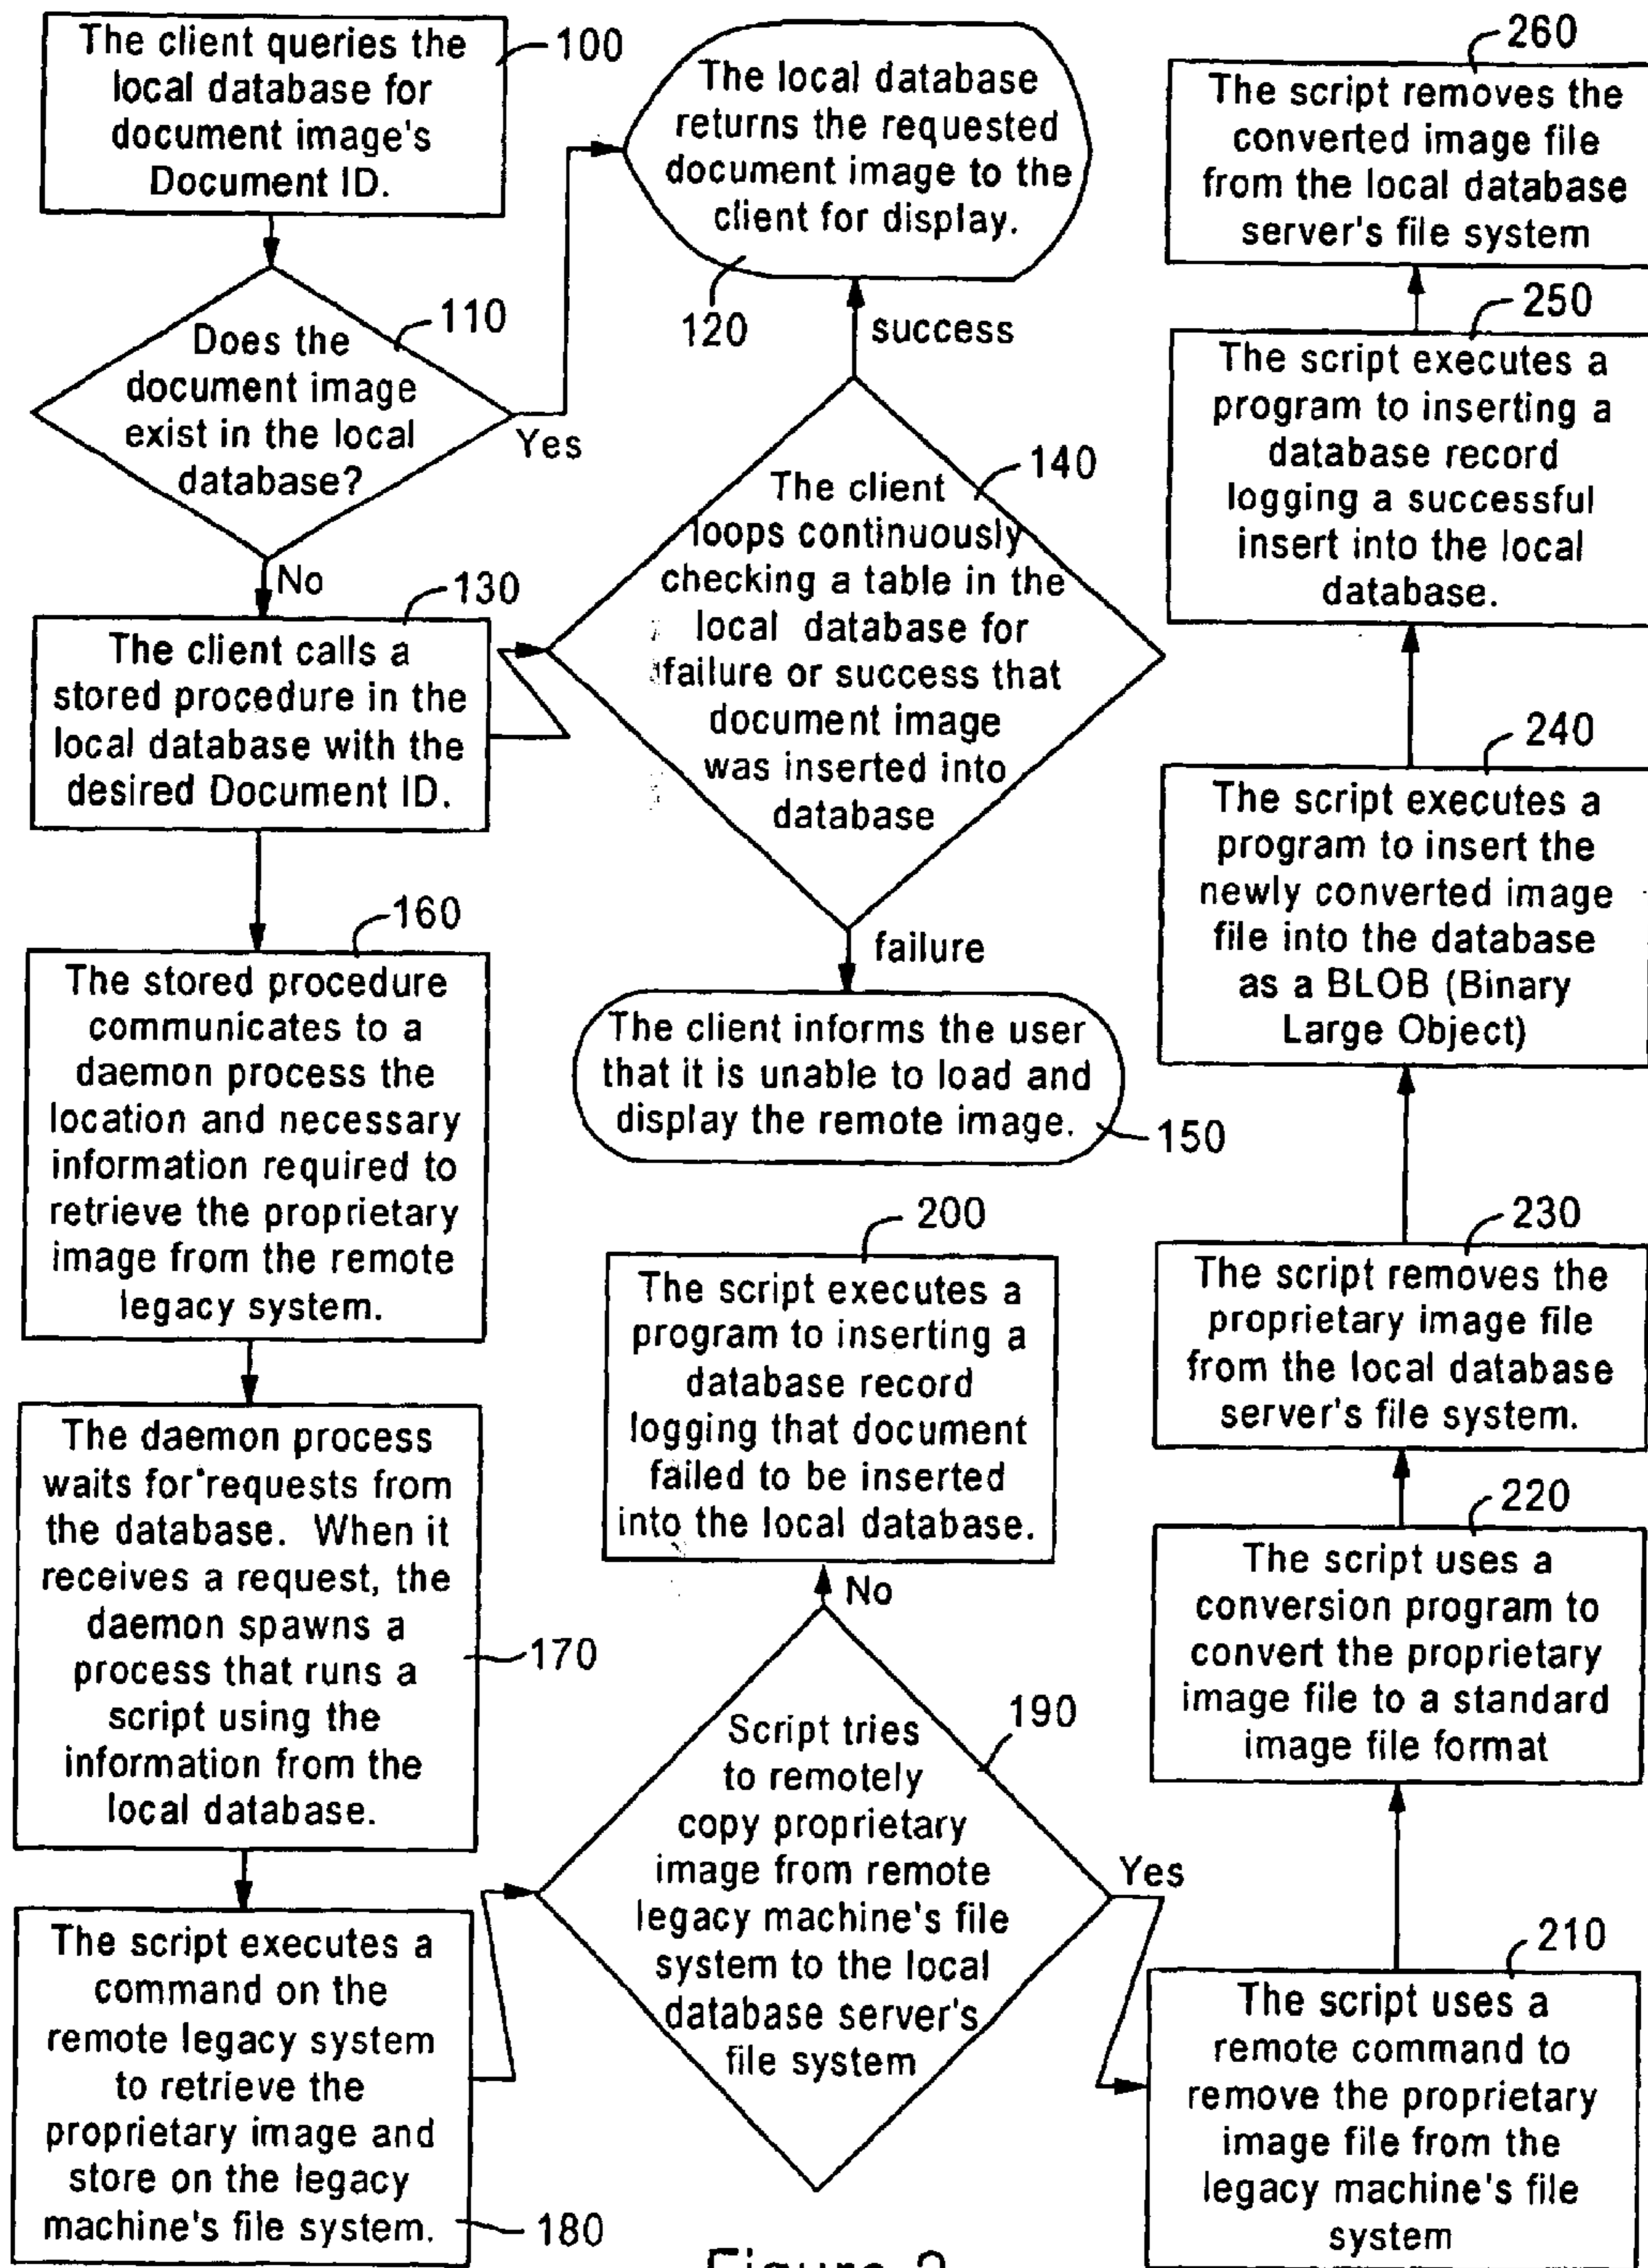 The client queries the
local database for
document image's
Document ID.
100
Does the
document image
exist in the local
database?
110
Yes
No
The local database
returns the requested
document image to the
client for display.
120
success
The client calls a
stored procedure in the
local database with the
desired Document ID.
130
The client
loops continuously
checking a table in the
local database for
failure or success that
document image
was inserted into
database
140
failure
The client informs the user
that it is unable to load and
display the remote image.
150
The stored procedure
communicates to a
daemon process the
location and necessary
information required to
retrieve the proprietary
image from the remote
legacy system.
160
The daemon process
waits for requests from
the database. When it
receives a request, the
daemon spawns a
process that runs a
script using the
information from the
local database.
170
The script executes a
command on the
remote legacy system
to retrieve the
proprietary image and
store on the legacy
machine's file system.
180
Script tries
to remotely
copy proprietary
image from remote
legacy machine's file
system to the local
database server's
file system
190
No
Yes
The script executes a
program to inserting a
database record
logging that document
failed to be inserted
into the local database.
200
The script uses a
remote command to
remove the proprietary
image file from the
legacy machine's file
system
210
The script uses a
conversion program to
convert the proprietary
image file to a standard
image file format
220
The script removes the
proprietary image file
from the local database
server's file system.
230
The script executes a
program to insert the
newly converted image
file into the database
as a BLOB (Binary
Large Object)
240
The script executes a
program to inserting a
database record
logging a successful
insert into the local
database.
250
The script removes the
converted image file
from the local database
server's file system
260
Figure 2